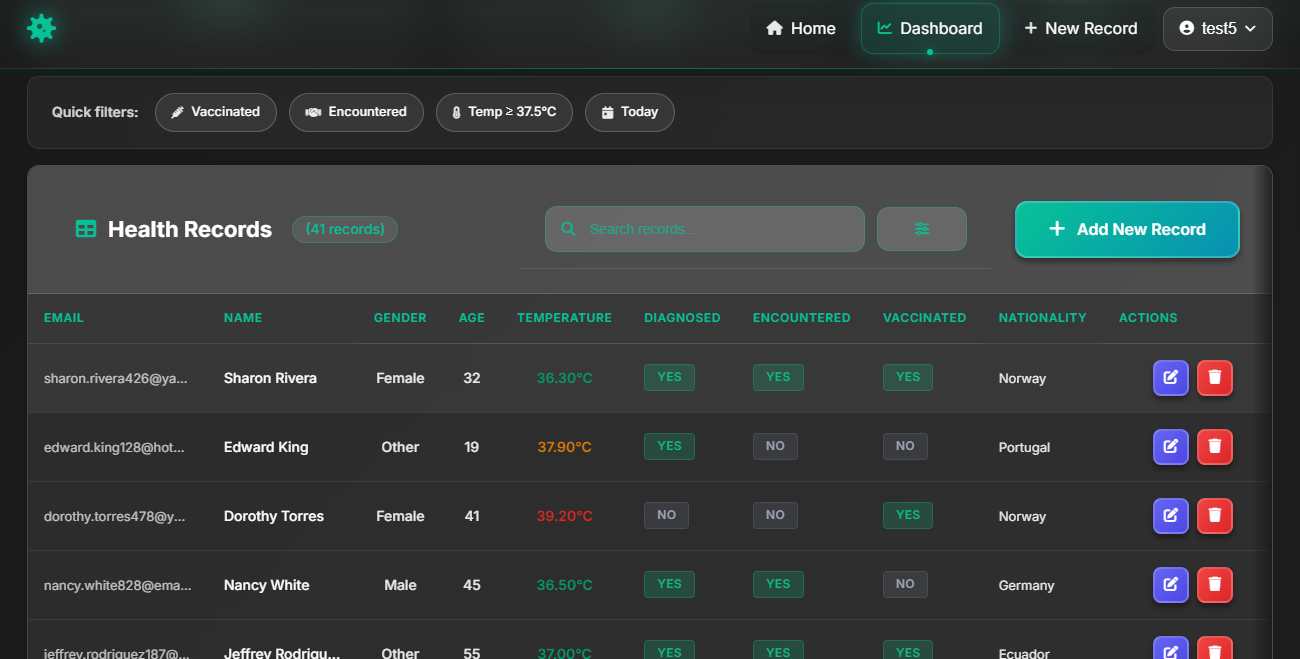 Home Dashboard New Record test5
Quick filters: Vaccinated Encountered Temp ≥ 37.5°C Today
Health Records (41 records) Search records... Add New Record
EMAIL NAME GENDER AGE TEMPERATURE DIAGNOSED ENCOUNTERED VACCINATED NATIONALITY ACTIONS
sharon.rivera426@ya... Sharon Rivera Female 32 36.30°C YES YES YES Norway
edward.king128@hot... Edward King Other 19 37.90°C YES NO NO Portugal
dorothy.torres478@y... Dorothy Torres Female 41 39.20°C NO NO YES Norway
nancy.white828@ema... Nancy White Male 45 36.50°C YES YES NO Germany
jeffrey.rodriguez187@... Jeffrey Rodrigu... Other 55 37.00°C YES YES YES Ecuador